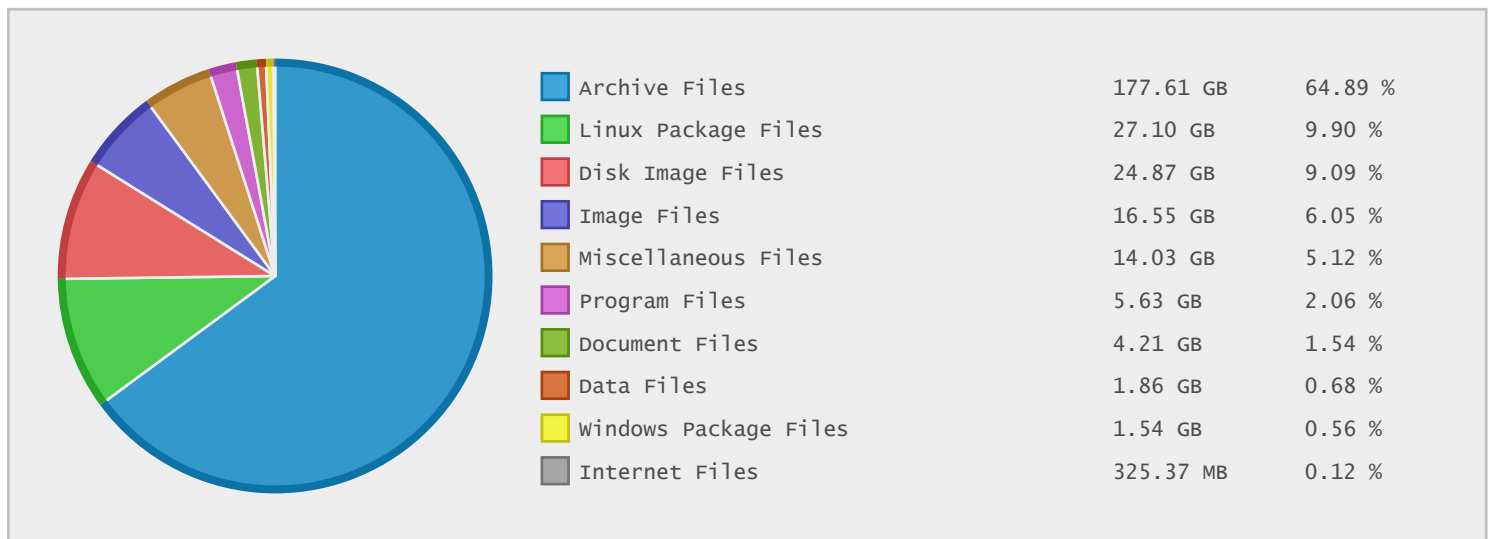 Archive Files 177.61 GB 64.89 %
Linux Package Files 27.10 GB 9.90 %
Disk Image Files 24.87 GB 9.09 %
Image Files 16.55 GB 6.05 %
Miscellaneous Files 14.03 GB 5.12 %
Program Files 5.63 GB 2.06 %
Document Files 4.21 GB 1.54 %
Data Files 1.86 GB 0.68 %
Windows Package Files 1.54 GB 0.56 %
Internet Files 325.37 MB 0.12 %